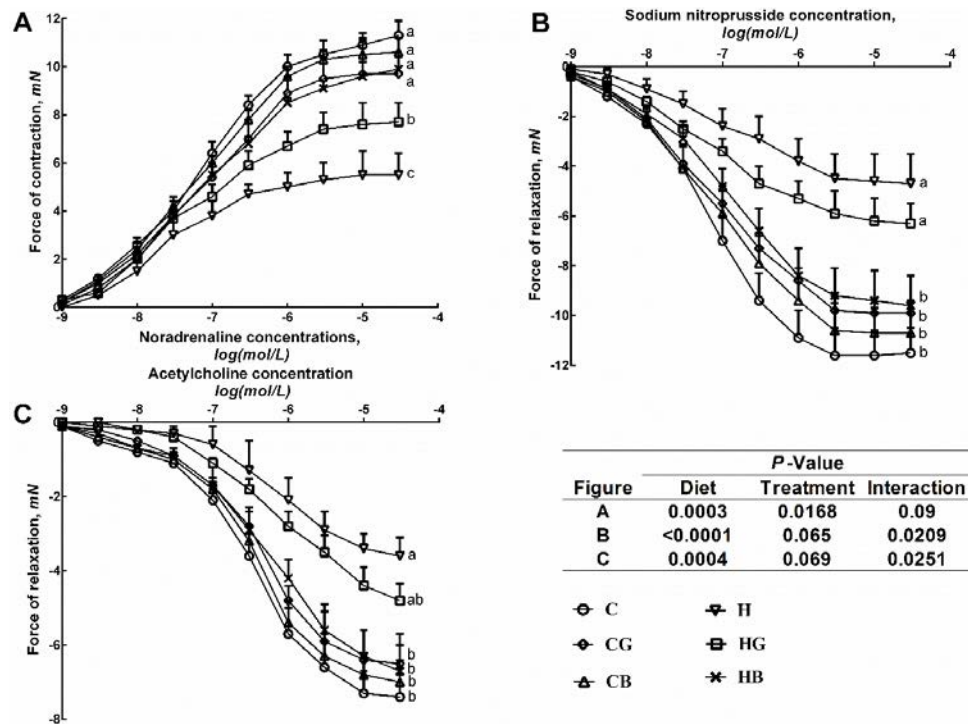 A
Force of contraction, mN
12
10
8
6
4
2
0
-9 -8 -7 -6 -5 -4
a
a
a
a
b
c
Noradrenaline concentrations,
log(mol/L)
B
Sodium nitroprusside concentration,
log(mol/L)
-9 -8 -7 -6 -5 -4
Force of relaxation, mN
-2
-4
-6
-8
-10
-12
a
a
b
b
b
b
C
Acetylcholine concentration
log(mol/L)
-9 -8 -7 -6 -5 -4
Force of relaxation, mN
0
-2
-4
-6
-8
a
ab
b
b
b
b
P-Value
Figure Diet Treatment Interaction
A 0.0003 0.0168 0.09
B <0.0001 0.065 0.0209
C 0.0004 0.069 0.0251
C H
CG HG
CB HB